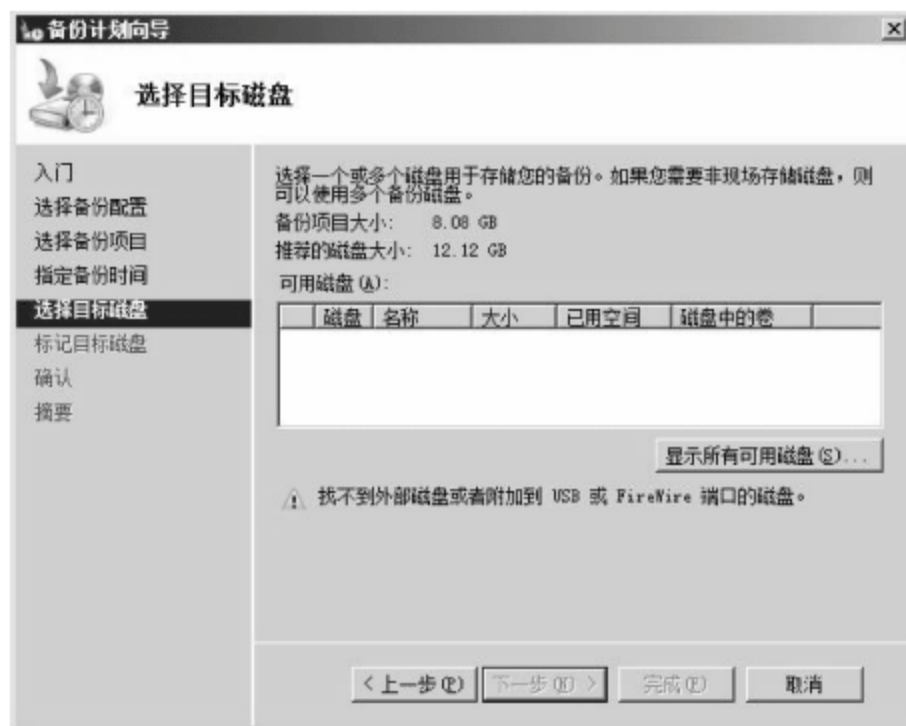 备份计划向导
选择目标磁盘
入门
选择备份配置
选择备份项目
指定备份时间
选择目标磁盘
标记目标磁盘
确认
摘要
选择一个或多个磁盘用于存储您的备份。如果您需要非现场存储磁盘，则
可以使用多个备份磁盘。
备份项目大小： 8.08 GB
推荐的磁盘大小： 12.12 GB
可用磁盘(A)：
磁盘 名称 大小 已用空间 磁盘中的卷
显示所有可用磁盘(S)...
找不到外部磁盘或者附加到 USB 或 FireWire 端口的磁盘。
< 上一步(P) 下一步(N) > 完成(F) 取消